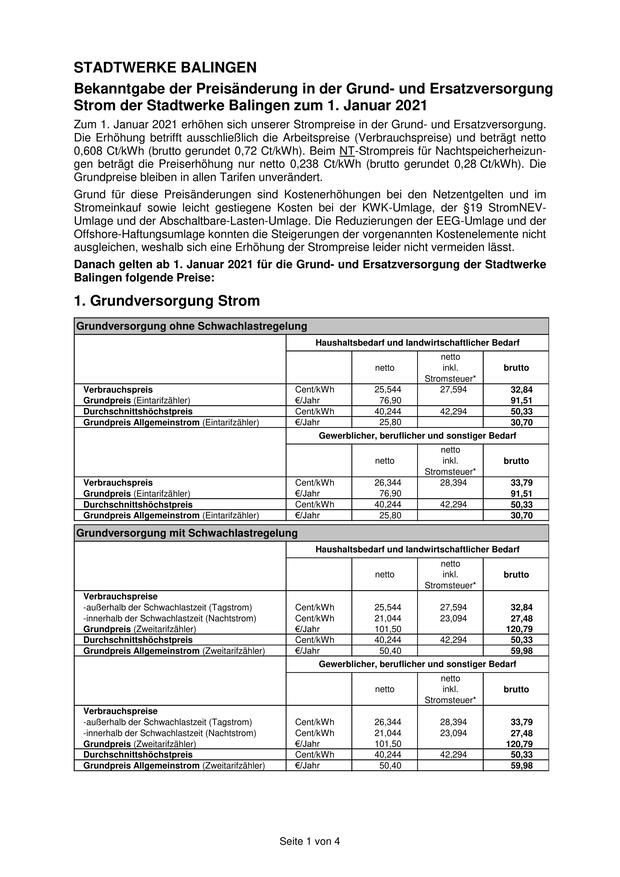 STADTWERKE BALINGEN
Bekanntgabe der Preisänderung in der Grund- und Ersatzversorgung
Strom der Stadtwerke Balingen zum 1. Januar 2021
Zum 1. Januar 2021 erhöhen sich unserer Strompreise in der Grund- und Ersatzversorgung.
Die Erhöhung betrifft ausschließlich die Arbeitspreise (Verbrauchspreise) und beträgt netto
0,608 Ct/kWh (brutto gerundet 0,72 Ct/kWh). Beim NT-Strompreis für Nachtspeicherheizun-
gen beträgt die Preiserhöhung nur netto 0,238 Ct/kWh (brutto gerundet 0,28 Ct/kWh). Die
Grundpreise bleiben in allen Tarifen unverändert.
Grund für diese Preisänderungen sind Kostenerhöhungen bei den Netzentgelten und im
Stromeinkauf sowie leicht gestiegene Kosten bei der KWK-Umlage, der §19 StromNEV-
Umlage und der Abschaltbare-Lasten-Umlage. Die Reduzierungen der EEG-Umlage und der
Offshore-Haftungsumlage konnten die Steigerungen der vorgenannten Kostenelemente nicht
ausgleichen, weshalb sich eine Erhöhung der Strompreise leider nicht vermeiden lässt.
Danach gelten ab 1. Januar 2021 für die Grund- und Ersatzversorgung der Stadtwerke
Balingen folgende Preise:
1. Grundversorgung Strom
Grundversorgung ohne Schwachlastregelung
Haushaltsbedarf und landwirtschaftlicher Bedarf
netto
netto inkl. Stromsteuer*
brutto
Verbrauchspreis Cent/kWh 25,544 27,594 32,84
Grundpreis (Eintarifzähler) €/Jahr 76,90 91,51
Durchschnittshöchstpreis Cent/kWh 40,244 42,294 50,33
Grundpreis Allgemeinstrom (Eintarifzähler) €/Jahr 25,80 30,70
Gewerblicher, beruflicher und sonstiger Bedarf
netto
netto inkl. Stromsteuer*
brutto
Verbrauchspreis Cent/kWh 26,344 28,394 33,79
Grundpreis (Eintarifzähler) €/Jahr 76,90 91,51
Durchschnittshöchstpreis Cent/kWh 40,244 42,294 50,33
Grundpreis Allgemeinstrom (Eintarifzähler) €/Jahr 25,80 30,70
Grundversorgung mit Schwachlastregelung
Haushaltsbedarf und landwirtschaftlicher Bedarf
netto
netto inkl. Stromsteuer*
brutto
Verbrauchspreise
-außerhalb der Schwachlastzeit (Tagstrom) Cent/kWh 25,544 27,594 32,84
-innerhalb der Schwachlastzeit (Nachtstrom) Cent/kWh 21,044 23,094 27,48
Grundpreis (Zweitarifzähler) €/Jahr 101,50 120,79
Durchschnittshöchstpreis Cent/kWh 40,244 42,294 50,33
Grundpreis Allgemeinstrom (Zweitarifzähler) €/Jahr 50,40 59,98
Gewerblicher, beruflicher und sonstiger Bedarf
netto
netto inkl. Stromsteuer*
brutto
Verbrauchspreise
-außerhalb der Schwachlastzeit (Tagstrom) Cent/kWh 26,344 28,394 33,79
-innerhalb der Schwachlastzeit (Nachtstrom) Cent/kWh 21,044 23,094 27,48
Grundpreis (Zweitarifzähler) €/Jahr 101,50 120,79
Durchschnittshöchstpreis Cent/kWh 40,244 42,294 50,33
Grundpreis Allgemeinstrom (Zweitarifzähler) €/Jahr 50,40 59,98
Seite 1 von 4